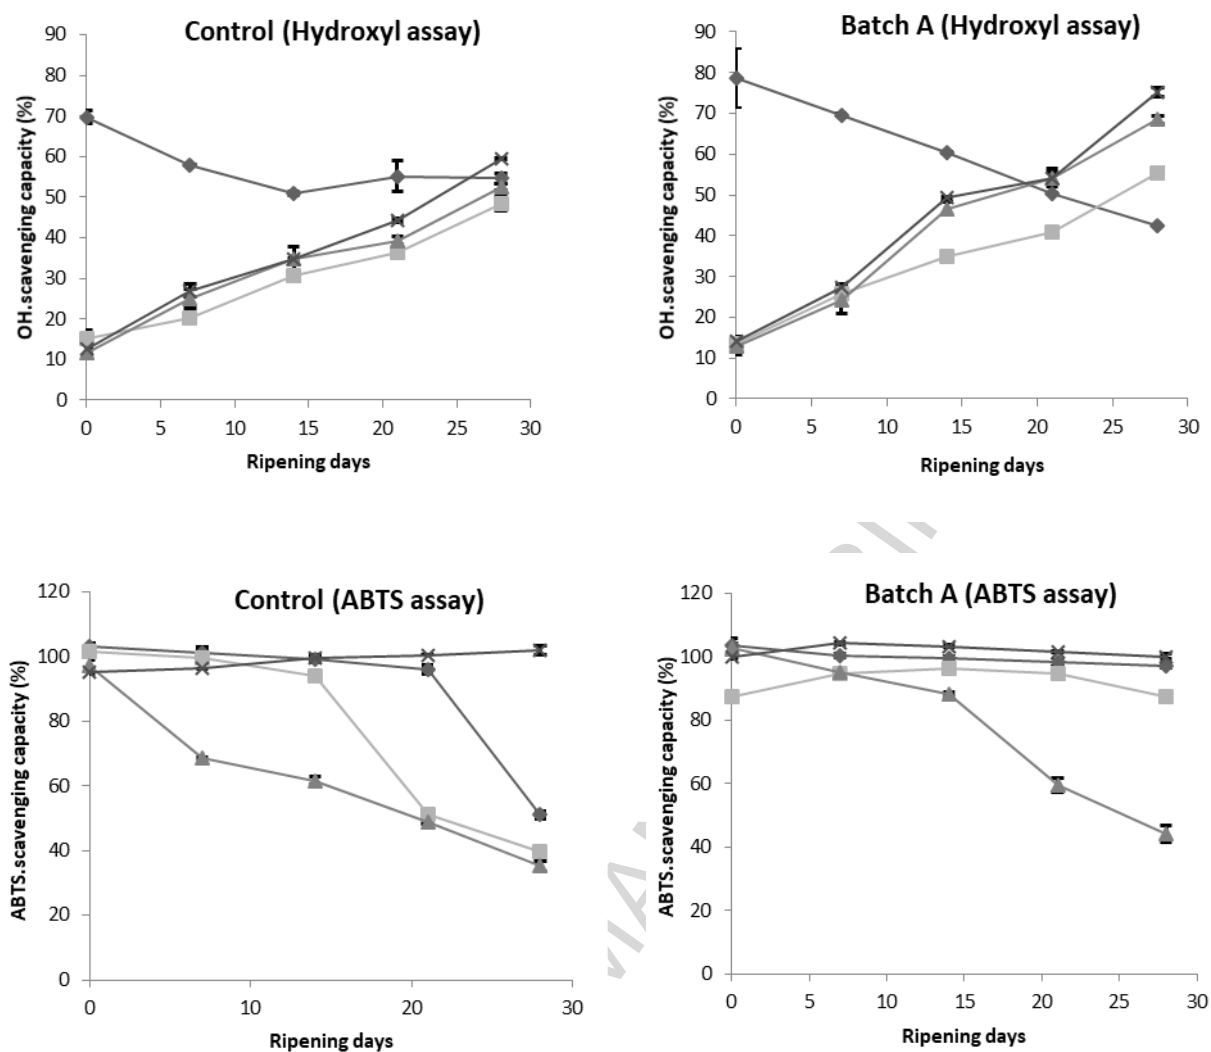 Control (Hydroxyl assay)
90
80
70
60
50
40
30
20
10
0
OH.scavenging capacity (%)
0 5 10 15 20 25 30
Ripening days
Batch A (Hydroxyl assay)
90
80
70
60
50
40
30
20
10
0
OH.scavenging capacity (%)
0 5 10 15 20 25 30
Ripening days
Control (ABTS assay)
120
100
80
60
40
20
0
ABTS.scavenging capacity (%)
0 10 20 30
Ripening days
Batch A (ABTS assay)
120
100
80
60
40
20
0
ABTS.scavenging capacity (%)
0 5 10 15 20 25 30
Ripening days